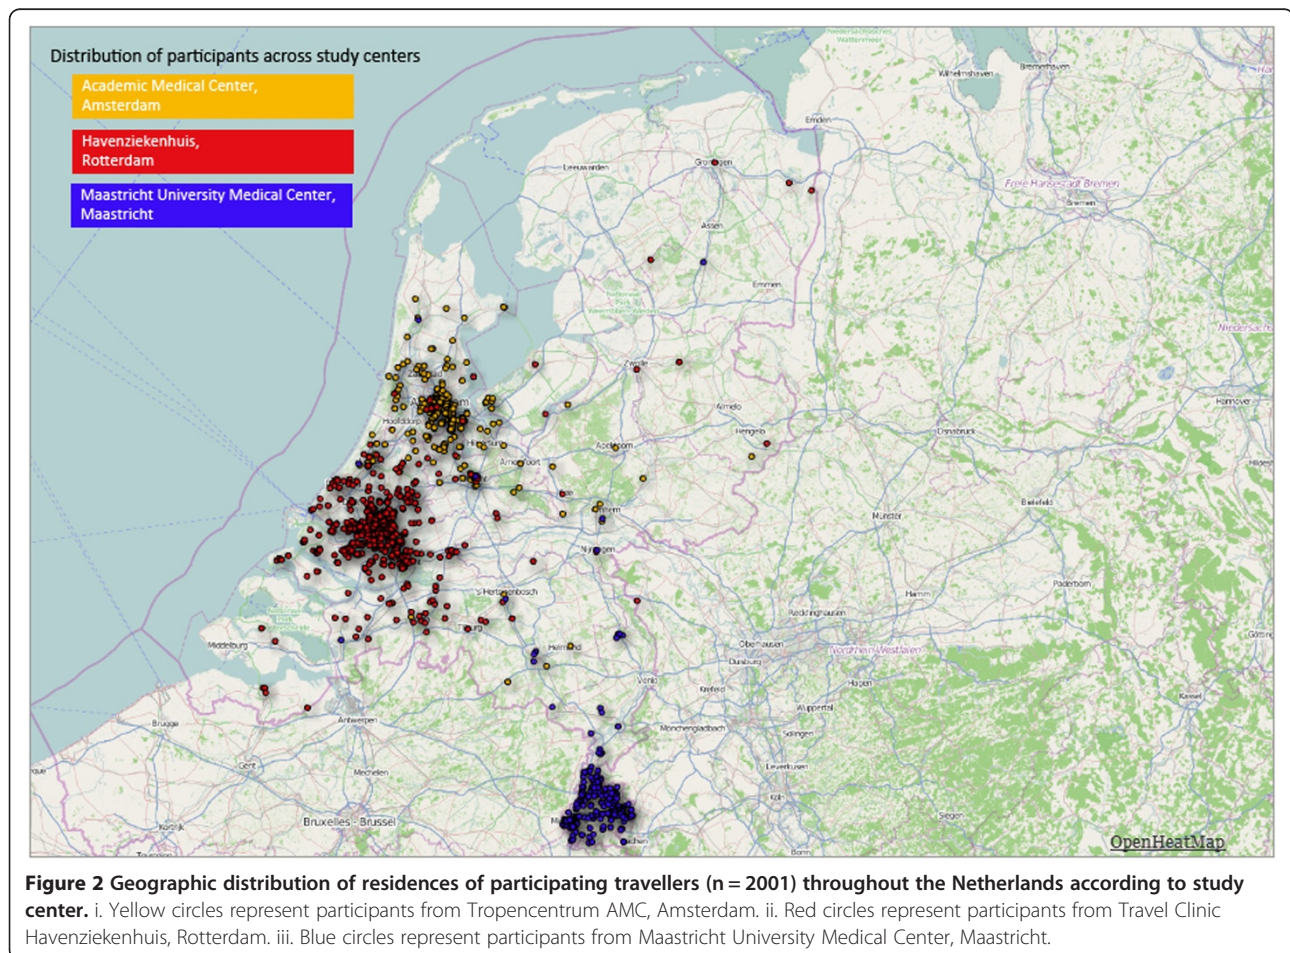 Distribution of participants across study centers
Academic Medical Center,
Amsterdam
Havenziekenhuis,
Rotterdam
Maastricht University Medical Center,
Maastricht
Niedersächsisches
Wattenmeer
Wilhelmshaven
Bremerhaven
Emden
Leeuwarden
Groningen
Freie Hansestadt Bremen
Bremen
Assen
Emmen
Zwolle
Hannover
Almelo
Hoofddorp
Hengelo
Osnabrück
Apeldoorn
Amersfoort
Bielefeld
Münster
Nijmegen
Paderborn
's-Hertogenbosch
Hamm
Recklinghausen
Tilburg
Middelburg
Helmond
Oberhausen
Nordrhein-Westfalen
Duisburg
Venlo
Krefeld
Hagen
Kassel
Wuppertal
Antwerpen
Brugge
Mönchengladbach
Solingen
Gent
Mechelen
Leverkusen
Köln
Siegen
Bruxelles - Brussel
Kortrijk
Bonn
OpenHeatMap
Figure 2 Geographic distribution of residences of participating travellers (n = 2001) throughout the Netherlands according to study
center. i. Yellow circles represent participants from Tropencentrum AMC, Amsterdam. ii. Red circles represent participants from Travel Clinic
Havenziekenhuis, Rotterdam. iii. Blue circles represent participants from Maastricht University Medical Center, Maastricht.